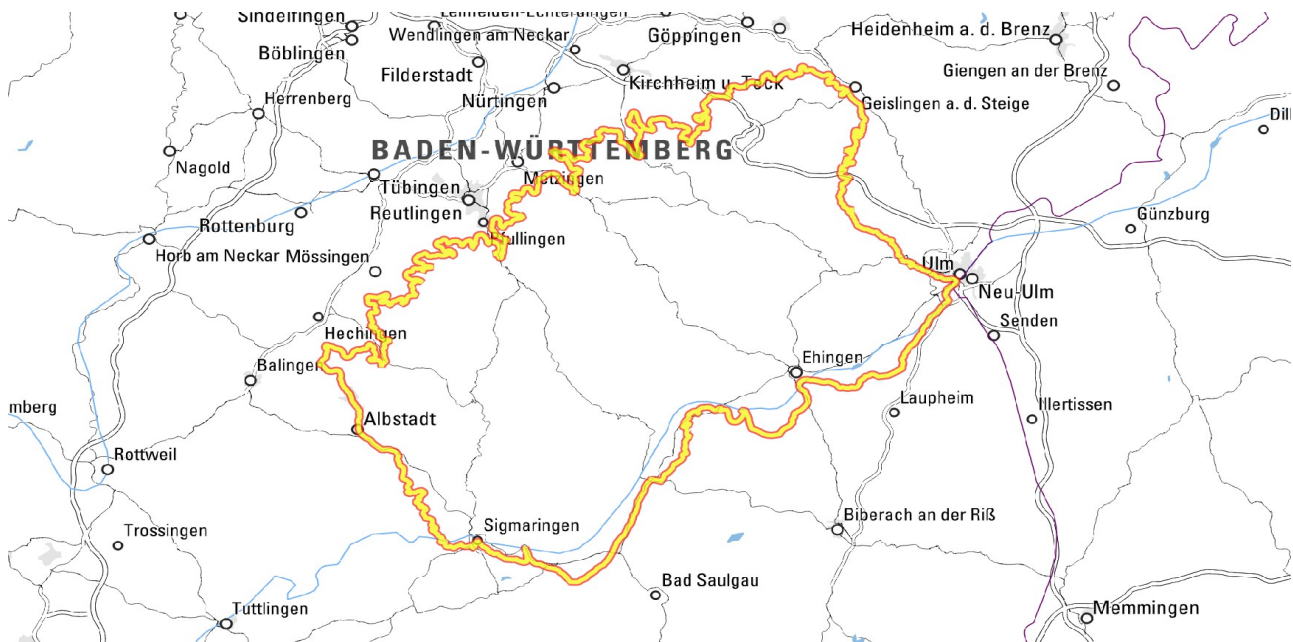 Sindelfingen
Leinfelden-Echterdingen
Wendlingen am Neckar
Göppingen
Heidenheim a. d. Brenz
Böblingen
Filderstadt
Kirchheim u. Teck
Giengen an der Brenz
Nürtingen
Geislingen a. d. Steige
Herrenberg
Dill
BADEN-WÜRTTEMBERG
Nagold
Metzingen
Tübingen
Reutlingen
Rottenburg
Pfullingen
Günzburg
Horb am Neckar
Mössingen
Ulm
Neu-Ulm
Senden
Hechingen
Balingen
Ehingen
Laupheim
Illertissen
mberg
Albstadt
Rottweil
Biberach an der Riß
Sigmaringen
Trossingen
Bad Saulgau
Tuttlingen
Memmingen